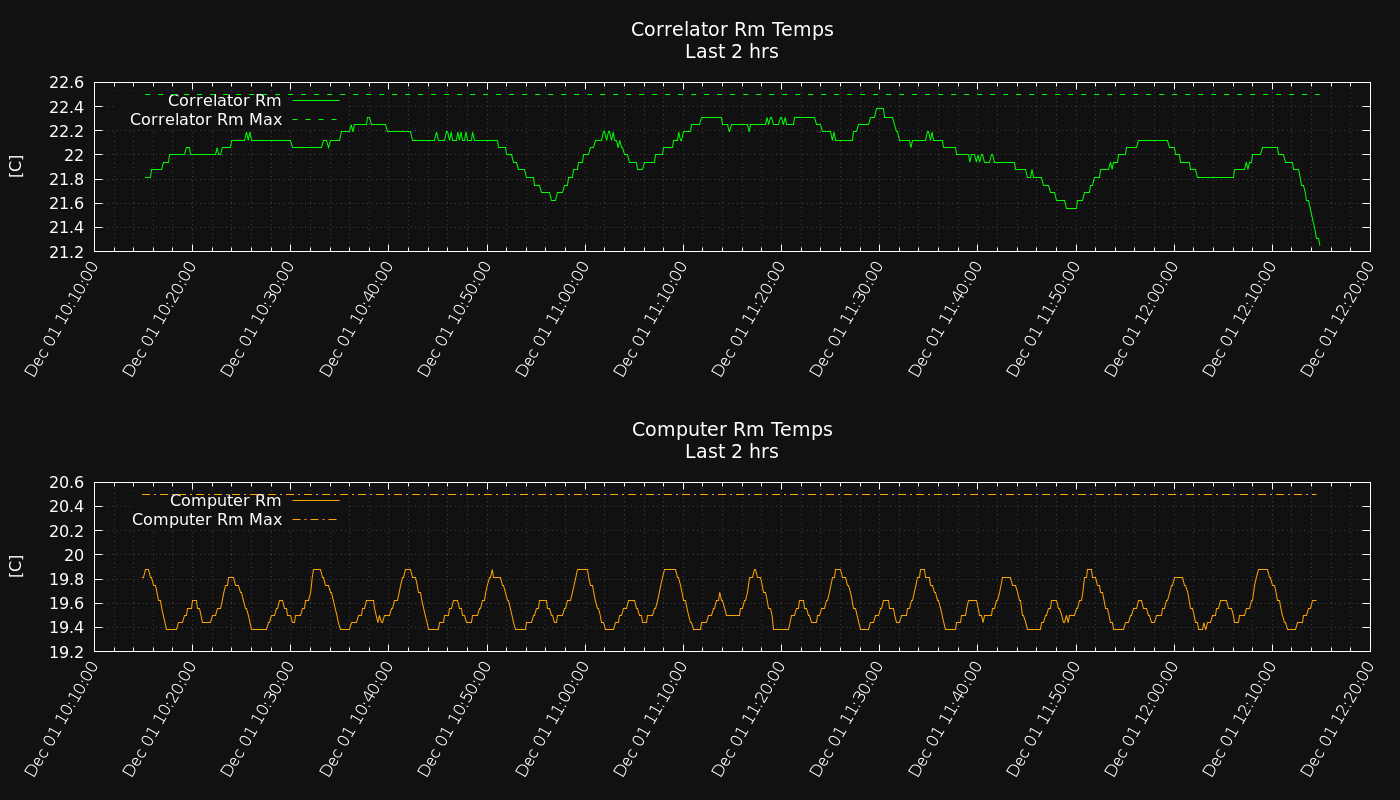 Correlator Rm Temps
Last 2 hrs
22.6
22.4
22.2
22
21.8
21.6
21.4
21.2
[C]
Correlator Rm
Correlator Rm Max
Dec 01 10:10:00
Dec 01 10:20:00
Dec 01 10:30:00
Dec 01 10:40:00
Dec 01 10:50:00
Dec 01 11:00:00
Dec 01 11:10:00
Dec 01 11:20:00
Dec 01 11:30:00
Dec 01 11:40:00
Dec 01 11:50:00
Dec 01 12:00:00
Dec 01 12:10:00
Dec 01 12:20:00
Computer Rm Temps
Last 2 hrs
20.6
20.4
20.2
20
19.8
19.6
19.4
19.2
[C]
Computer Rm
Computer Rm Max
Dec 01 10:10:00
Dec 01 10:20:00
Dec 01 10:30:00
Dec 01 10:40:00
Dec 01 10:50:00
Dec 01 11:00:00
Dec 01 11:10:00
Dec 01 11:20:00
Dec 01 11:30:00
Dec 01 11:40:00
Dec 01 11:50:00
Dec 01 12:00:00
Dec 01 12:10:00
Dec 01 12:20:00